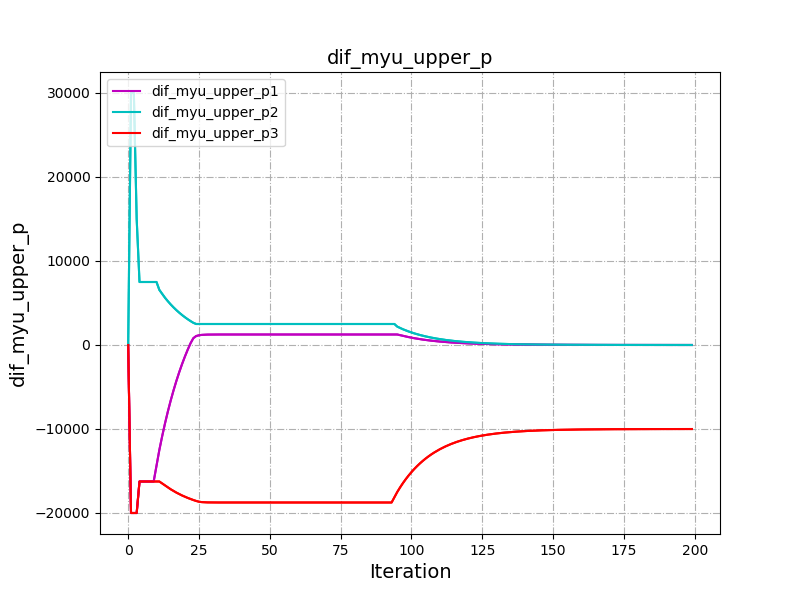 dif_myu_upper_p
dif_myu_upper_p1
dif_myu_upper_p2
dif_myu_upper_p3
30000
20000
10000
0
−10000
−20000
dif_myu_upper_p
0 25 50 75 100 125 150 175 200
Iteration